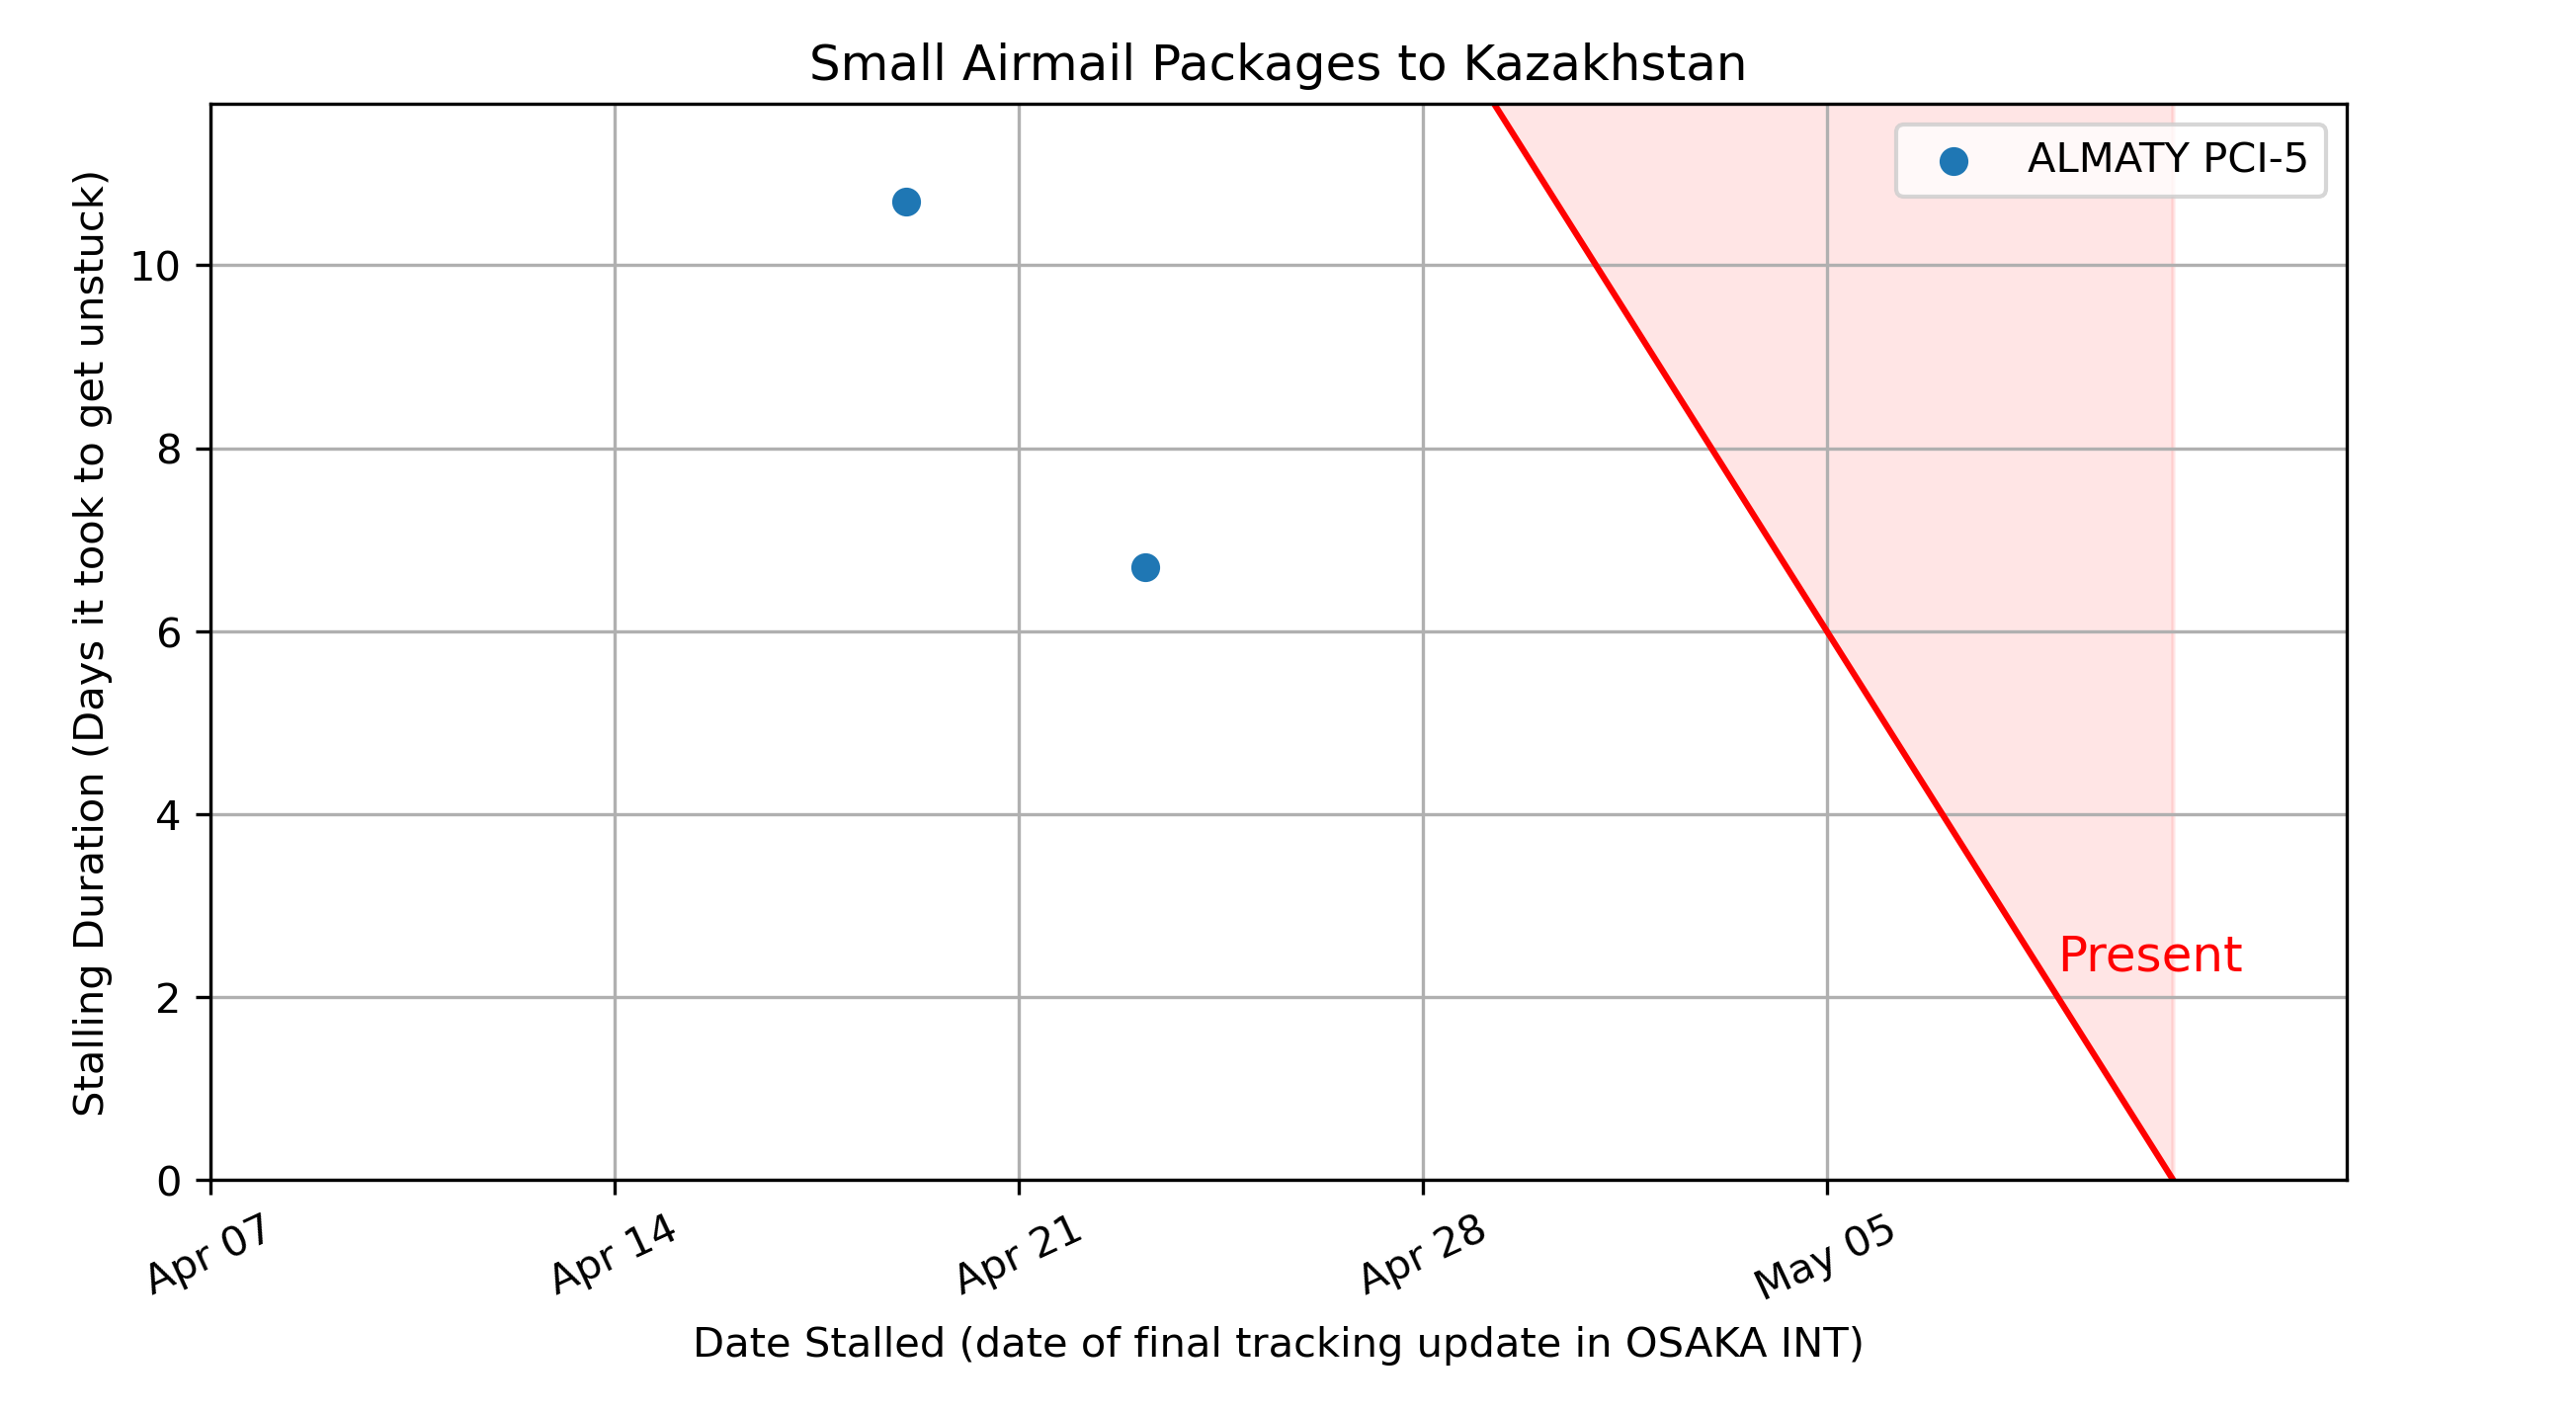 Small Airmail Packages to Kazakhstan
ALMATY PCI-5
Stalling Duration (Days it took to get unstuck)
10
8
6
4
2
0
Present
Apr 07
Apr 14
Apr 21
Apr 28
May 05
Date Stalled (date of final tracking update in OSAKA INT)